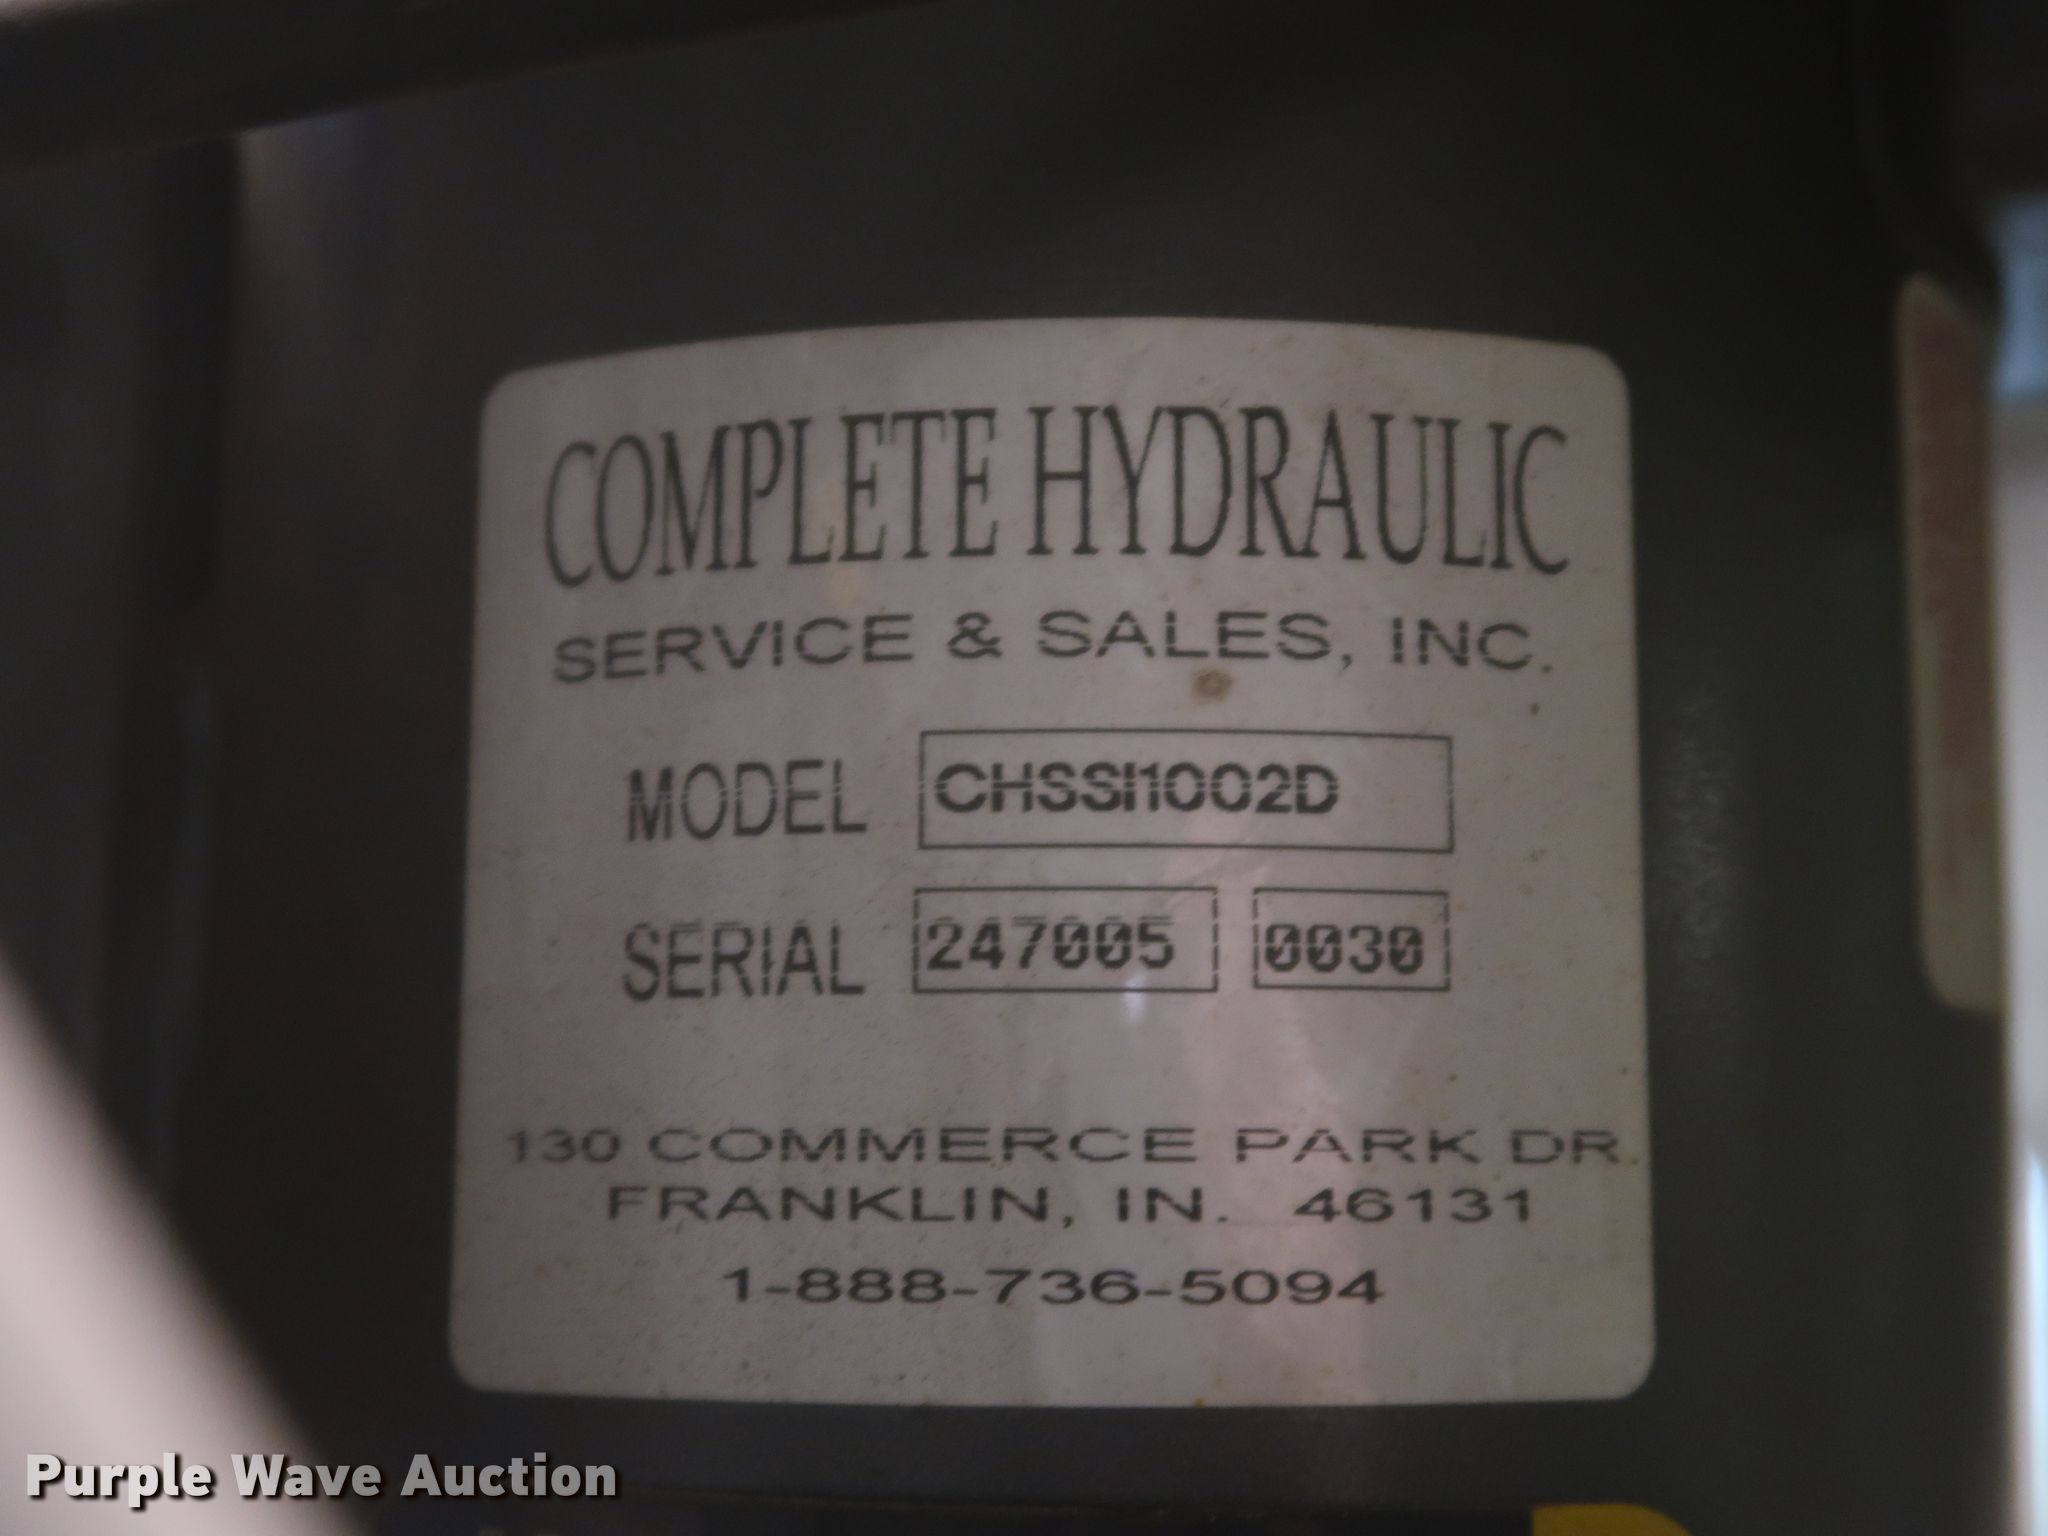 COMPLETE HYDRAULIC
SERVICE & SALES, INC.
MODEL CHSSI1002D
SERIAL 247005 0030
130 COMMERCE PARK DR.
FRANKLIN, IN. 46131
1-888-736-5094
Purple Wave Auction